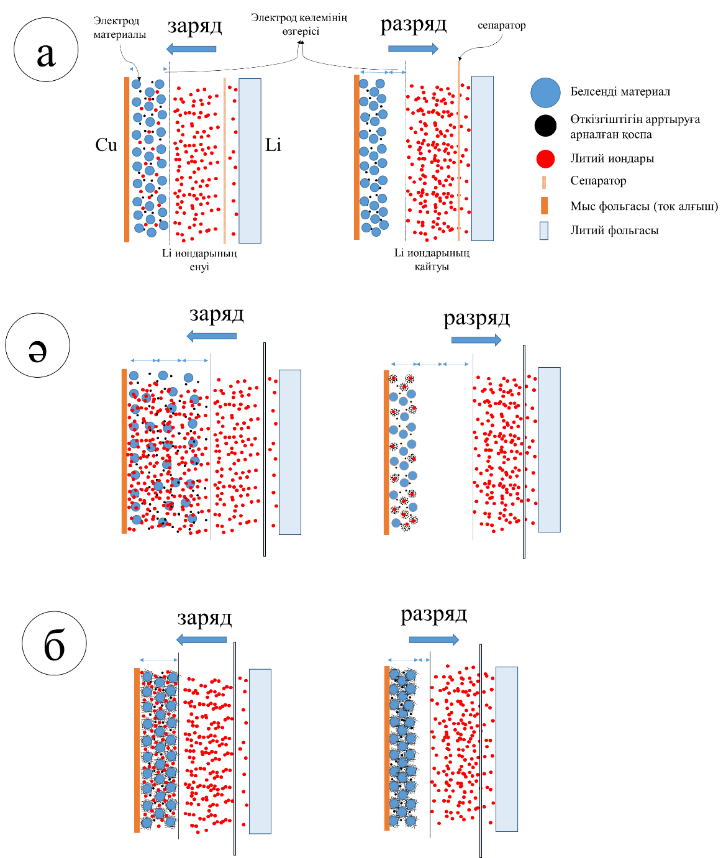 а
Электрод
материалы
заряд
Электрод көлемінің
өзгерісі
разряд
сепаратор
Cu
Li
Белсенді материал
Өткізгіштігін арртыруға
арналған қоспа
Литий иондары
Сепаратор
Мыс фольгасы (ток алғыш)
Литий фольгасы
Li иондарының
енуі
Li иондарының
қайтуы
ә
заряд
разряд
б
заряд
разряд